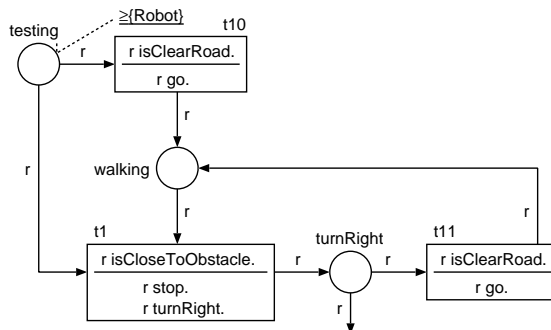 ≥{Robot}
testing
t10
r
r isClearRoad.
r go.
r
r
walking
r
r
t1
turnRight
t11
r isCloseToObstacle.
r stop.
r turnRight.
r
r
r isClearRoad.
r go.
r